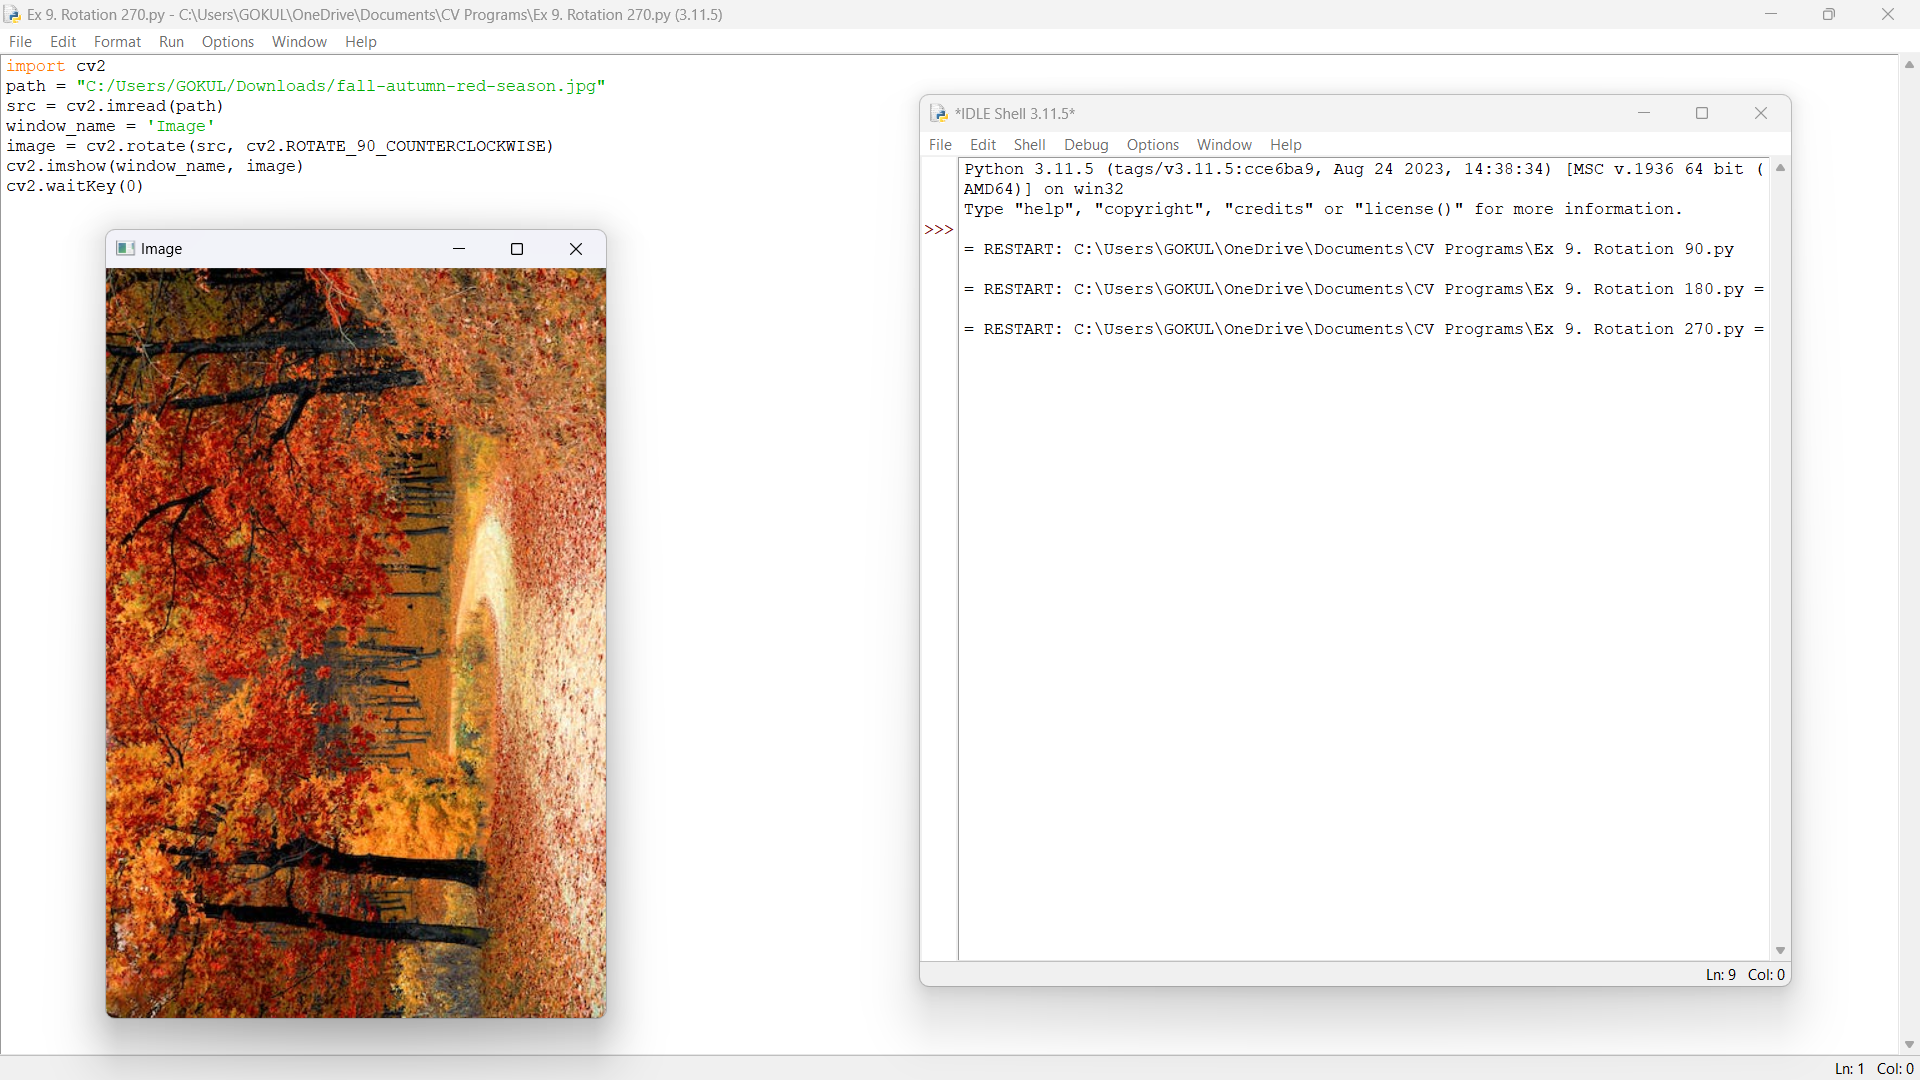 Ex 9. Rotation 270.py - C:\Users\GOKUL\OneDrive\Documents\CV Programs\Ex 9. Rotation 270.py (3.11.5)
File Edit Format Run Options Window Help
import cv2
path = "C:/Users/GOKUL/Downloads/fall-autumn-red-season.jpg"
src = cv2.imread(path)
window_name = 'Image'
image = cv2.rotate(src, cv2.ROTATE_90_COUNTERCLOCKWISE)
cv2.imshow(window_name, image)
cv2.waitKey(0)
Image
*IDLE Shell 3.11.5*
File Edit Shell Debug Options Window Help
Python 3.11.5 (tags/v3.11.5:cce6ba9, Aug 24 2023, 14:38:34) [MSC v.1936 64 bit (
AMD64)] on win32
Type "help", "copyright", "credits" or "license()" for more information.
>>>
= RESTART: C:\Users\GOKUL\OneDrive\Documents\CV Programs\Ex 9. Rotation 90.py
= RESTART: C:\Users\GOKUL\OneDrive\Documents\CV Programs\Ex 9. Rotation 180.py =
= RESTART: C:\Users\GOKUL\OneDrive\Documents\CV Programs\Ex 9. Rotation 270.py =
Ln: 9 Col: 0
Ln: 1 Col: 0